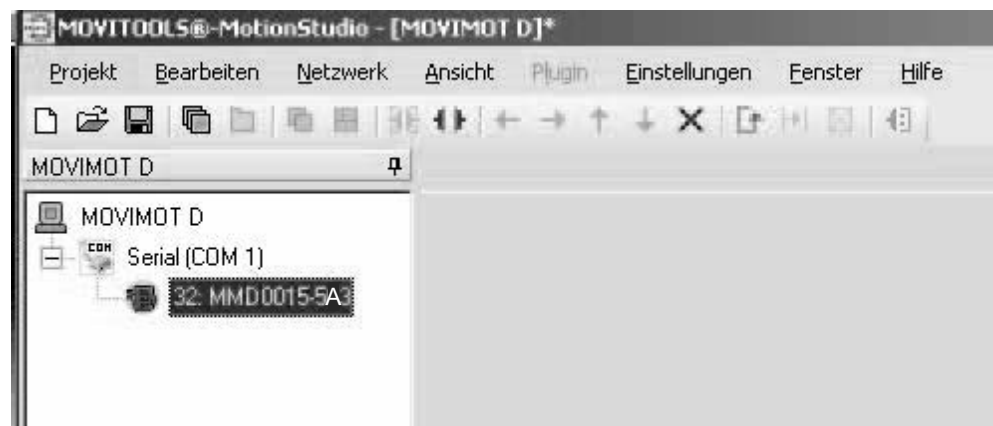 MOVITOOLS®-MotionStudio - [MOVIMOT D]*
Projekt Bearbeiten Netzwerk Ansicht Plugin Einstellungen Fenster Hilfe
MOVIMOT D
MOVIMOT D
COM Serial (COM 1)
32: MMD0015-5A3